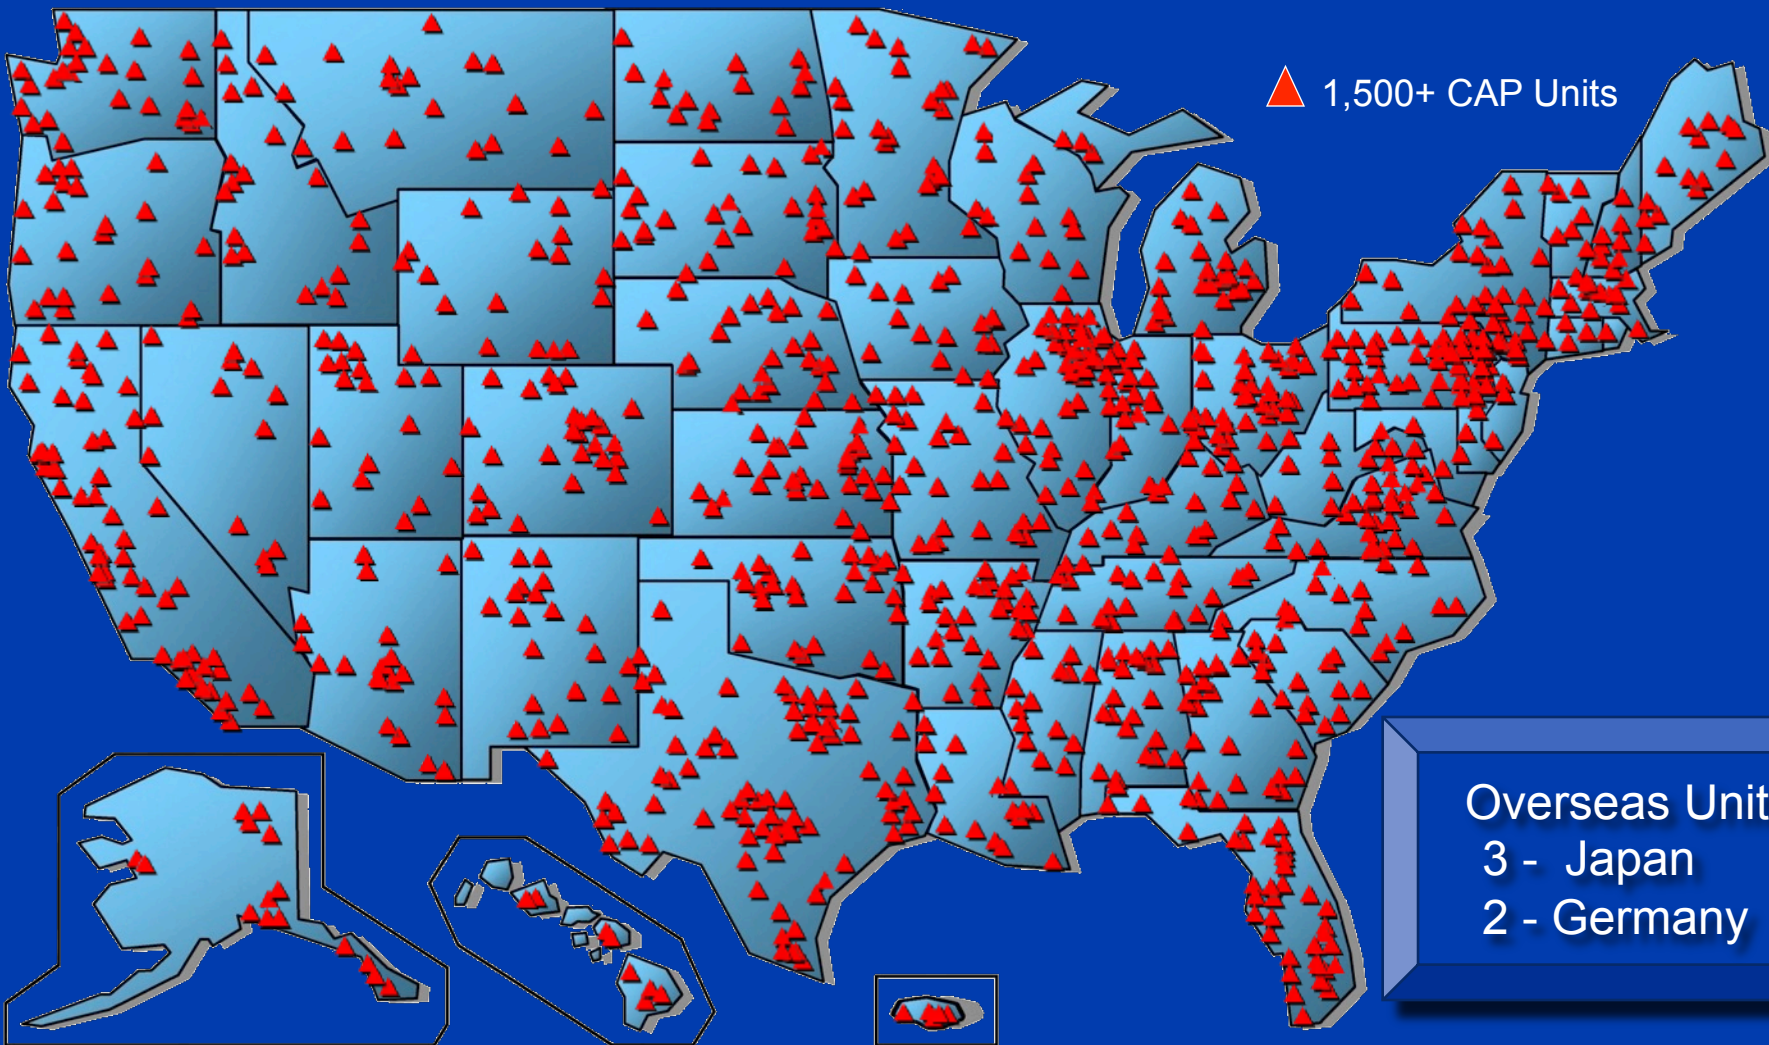 1,500+ CAP Units
Overseas Unit
3 - Japan
2 - Germany